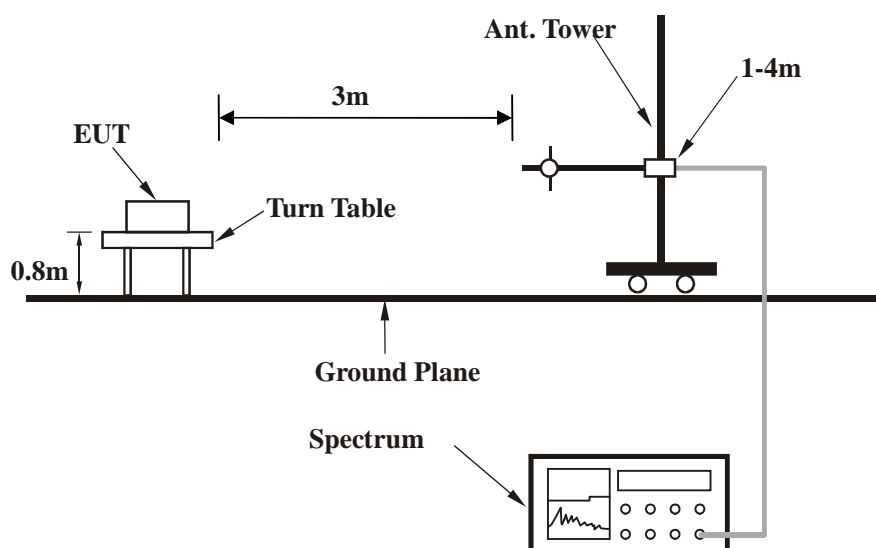 Ant. Tower
1-4m
3m
EUT
Turn Table
0.8m
Ground Plane
Spectrum